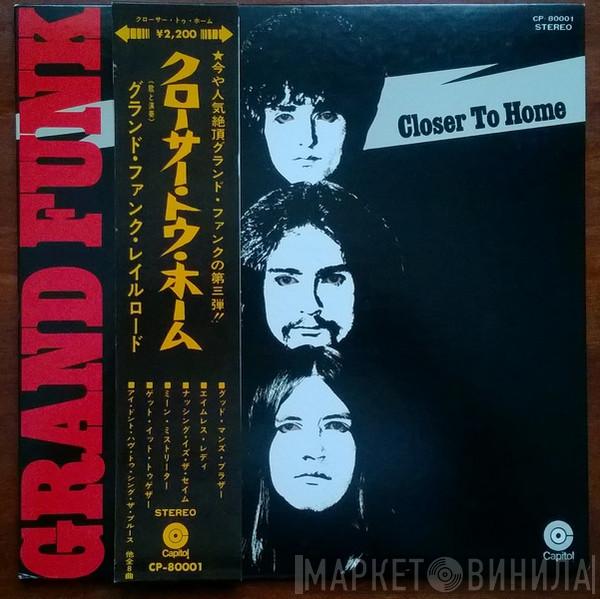 GRAND FUNK
クローサー・トゥ・ホーム
¥2,200
★今や人気絶頂グランド・ファンクの第三弾!!
クローサー・トゥ・ホーム
(歌と演奏)
グランド・ファンク・レイルロード
●グッド・マンズ・ブラザー
●エイムレス・レディ
●ナッシング・イズ・ザ・セイム
●ミーン・ミストリーター
●ゲット・イット・トゥゲザー
●アイ・ドント・ハヴ・トゥ・シング・ザ・ブルース 他全8曲
STEREO
Capitol
CP-80001
CP-80001
STEREO
Closer To Home
Capitol
МАРКЕТ ВИНИЛА